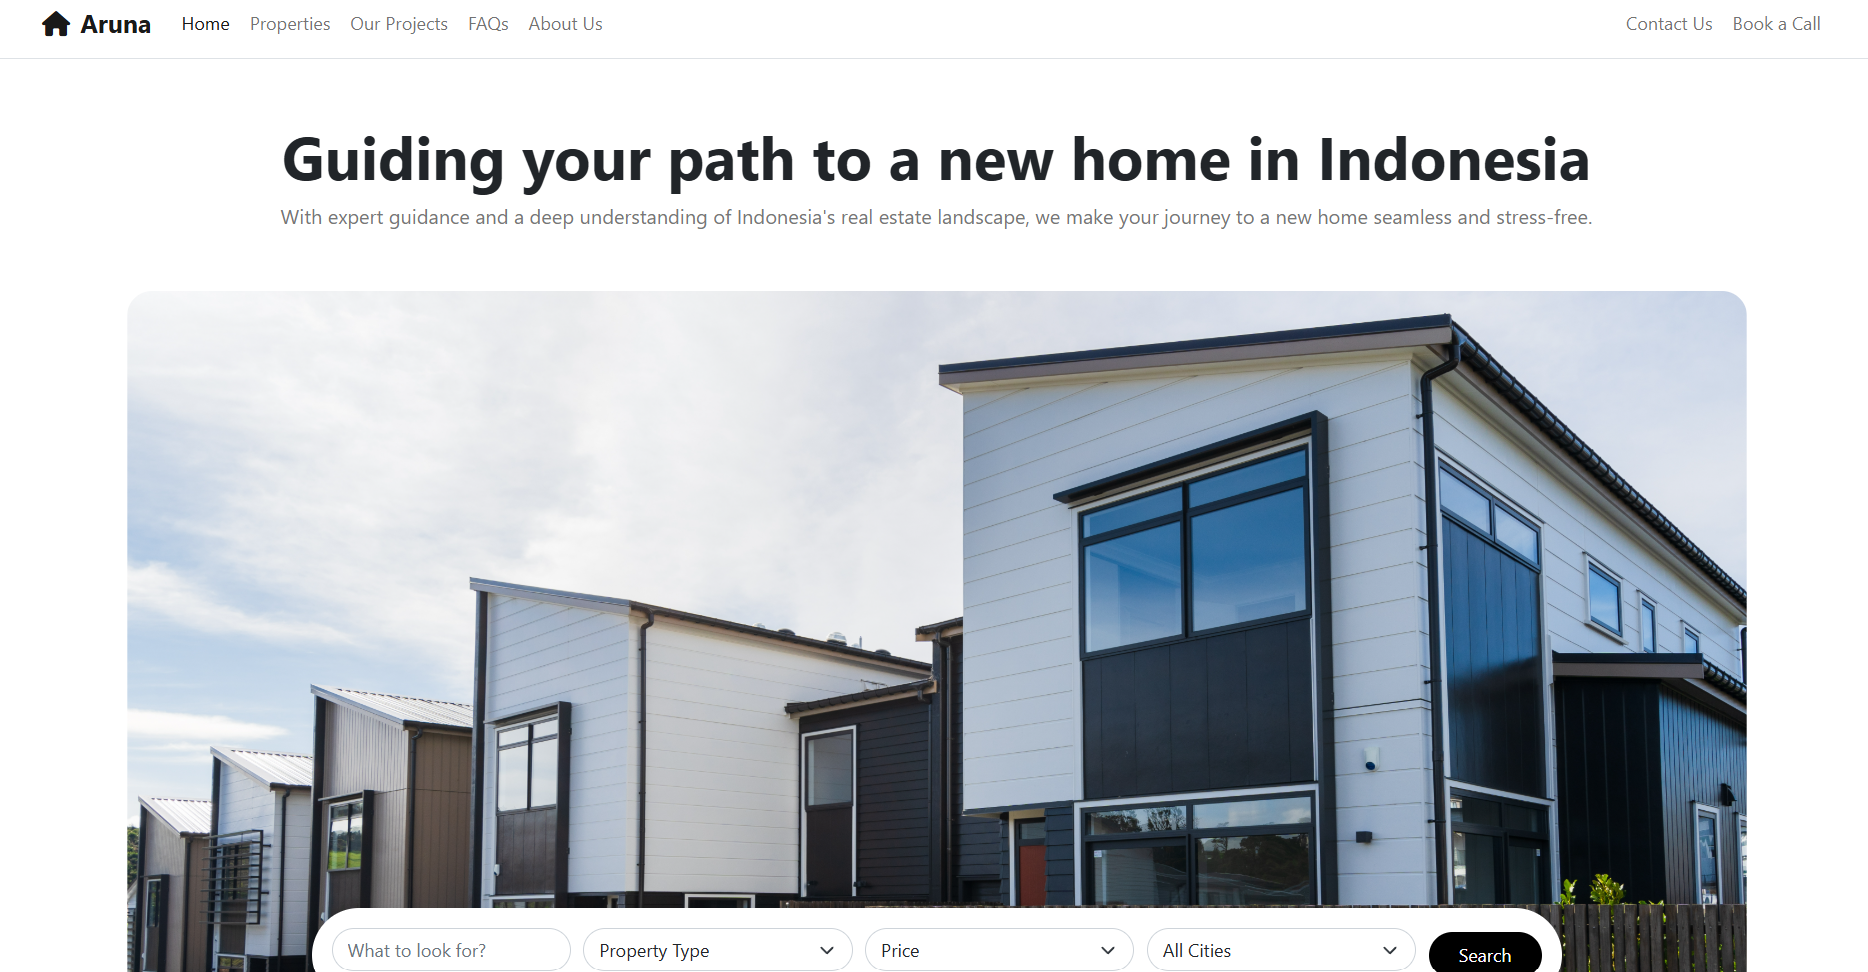 Aruna Home Properties Our Projects FAQs About Us Contact Us Book a Call
Guiding your path to a new home in Indonesia
With expert guidance and a deep understanding of Indonesia's real estate landscape, we make your journey to a new home seamless and stress-free.
What to look for? Property Type Price All Cities Search